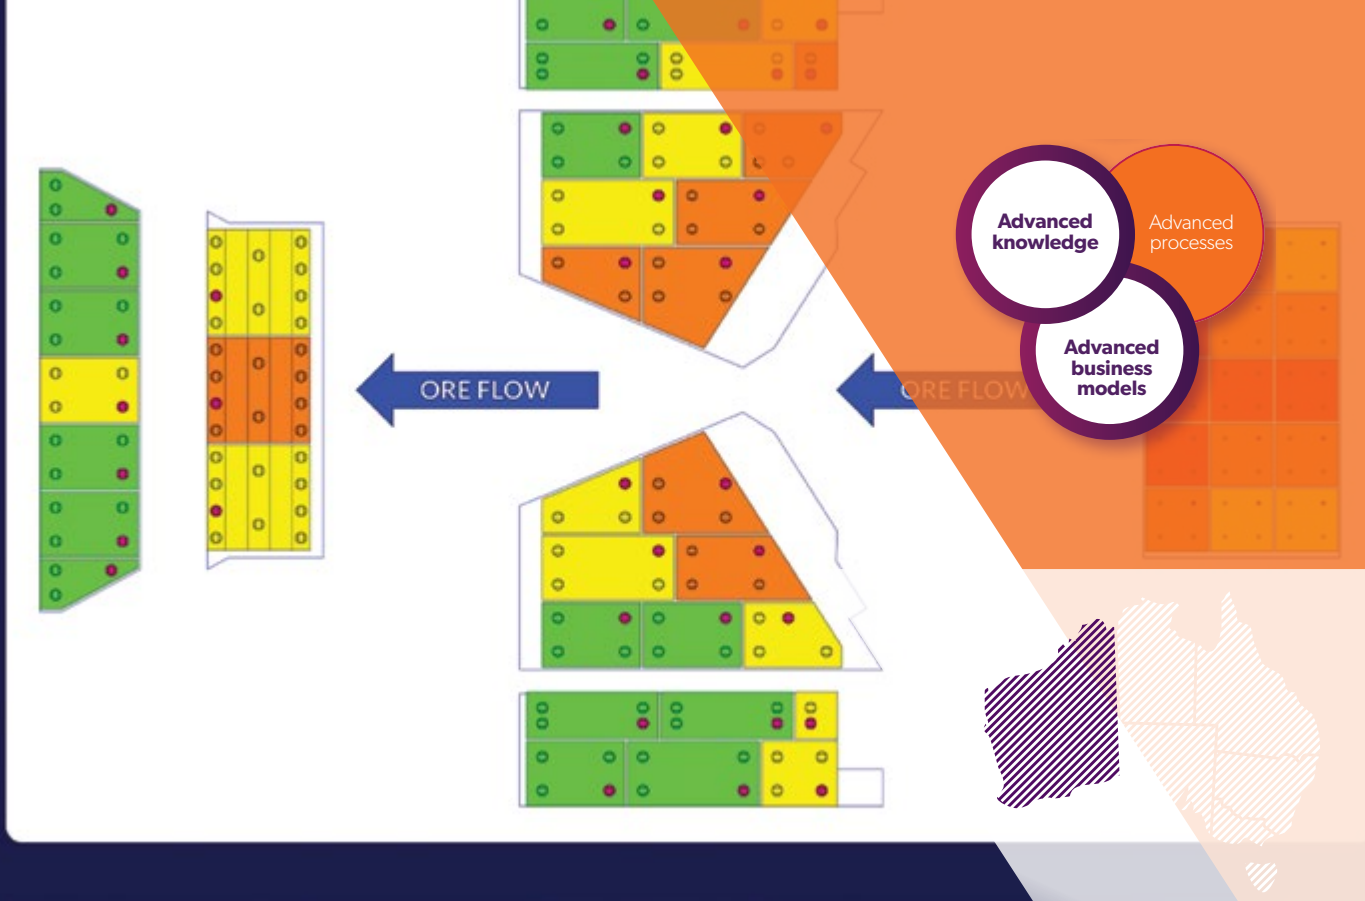 Advanced
knowledge
Advanced
processes
Advanced
business
models
ORE FLOW
ORE FLOW